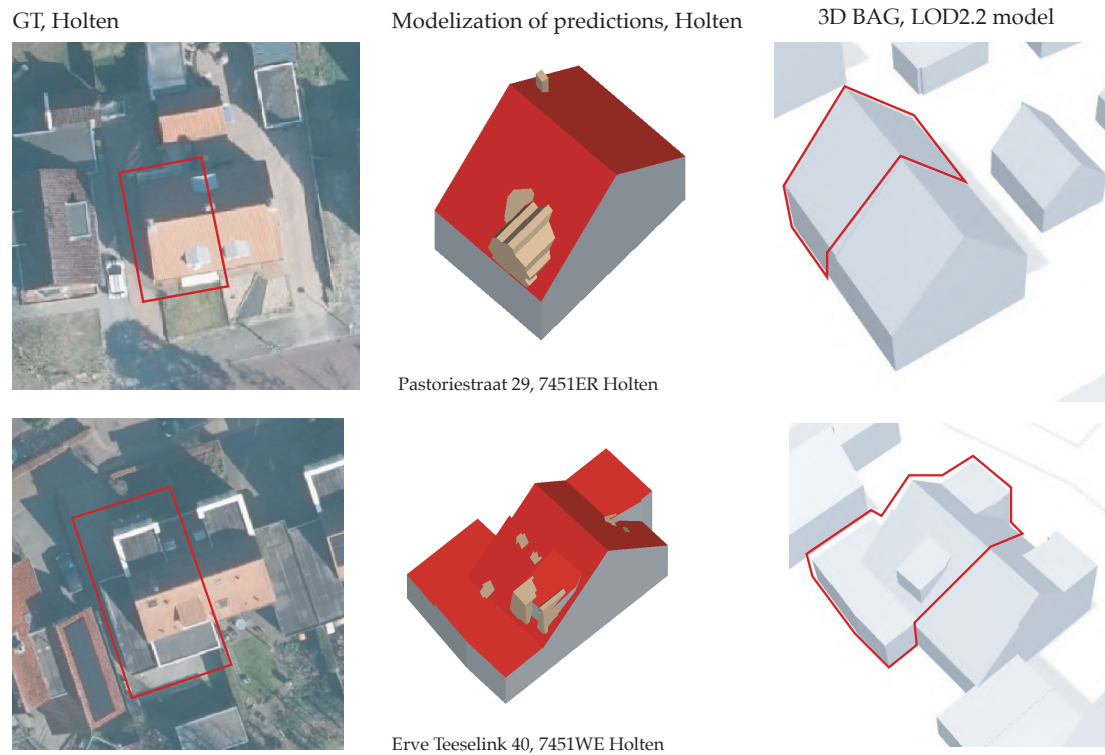 GT, Holten
Modelization of predictions, Holten
3D BAG, LOD2.2 model
Pastoriestraat 29, 7451ER Holten
Erve Teeselink 40, 7451WE Holten